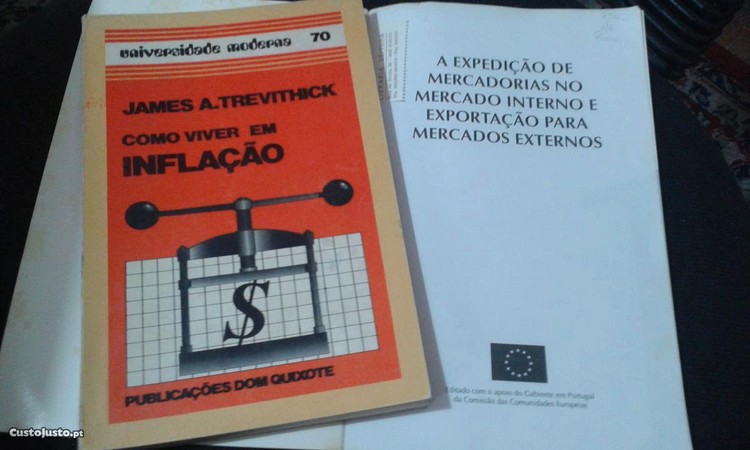 universidade moderna 70
JAMES A. TREVITHICK
COMO VIVER EM
INFLAÇÃO
$
PUBLICAÇÕES DOM QUIXOTE
A EXPEDIÇÃO DE
MERCADORIAS NO
MERCADO INTERNO E
EXPORTAÇÃO PARA
MERCADOS EXTERNOS
Editado com o apoio do Gabinete em Portugal
da Comissão das Comunidades Europeias
CustoJusto.pt